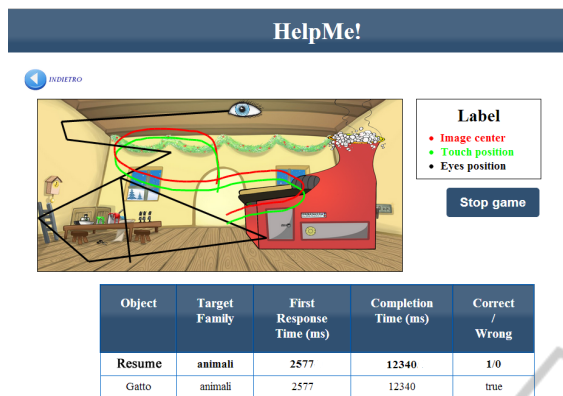 HelpMe!
INDIETRO
Label
Image center
Touch position
Eyes position
Stop game
Object Target Family First Response Time (ms) Completion Time (ms) Correct / Wrong
Resume animali 2577 12340 1/0
Gatto animali 2577 12340 true